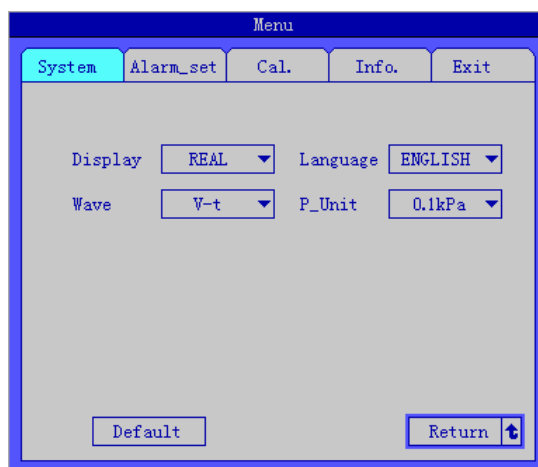 Menu
System Alarm_set Cal. Info. Exit
Display REAL Language ENGLISH
Wave V-t P_Unit 0.1kPa
Default Return